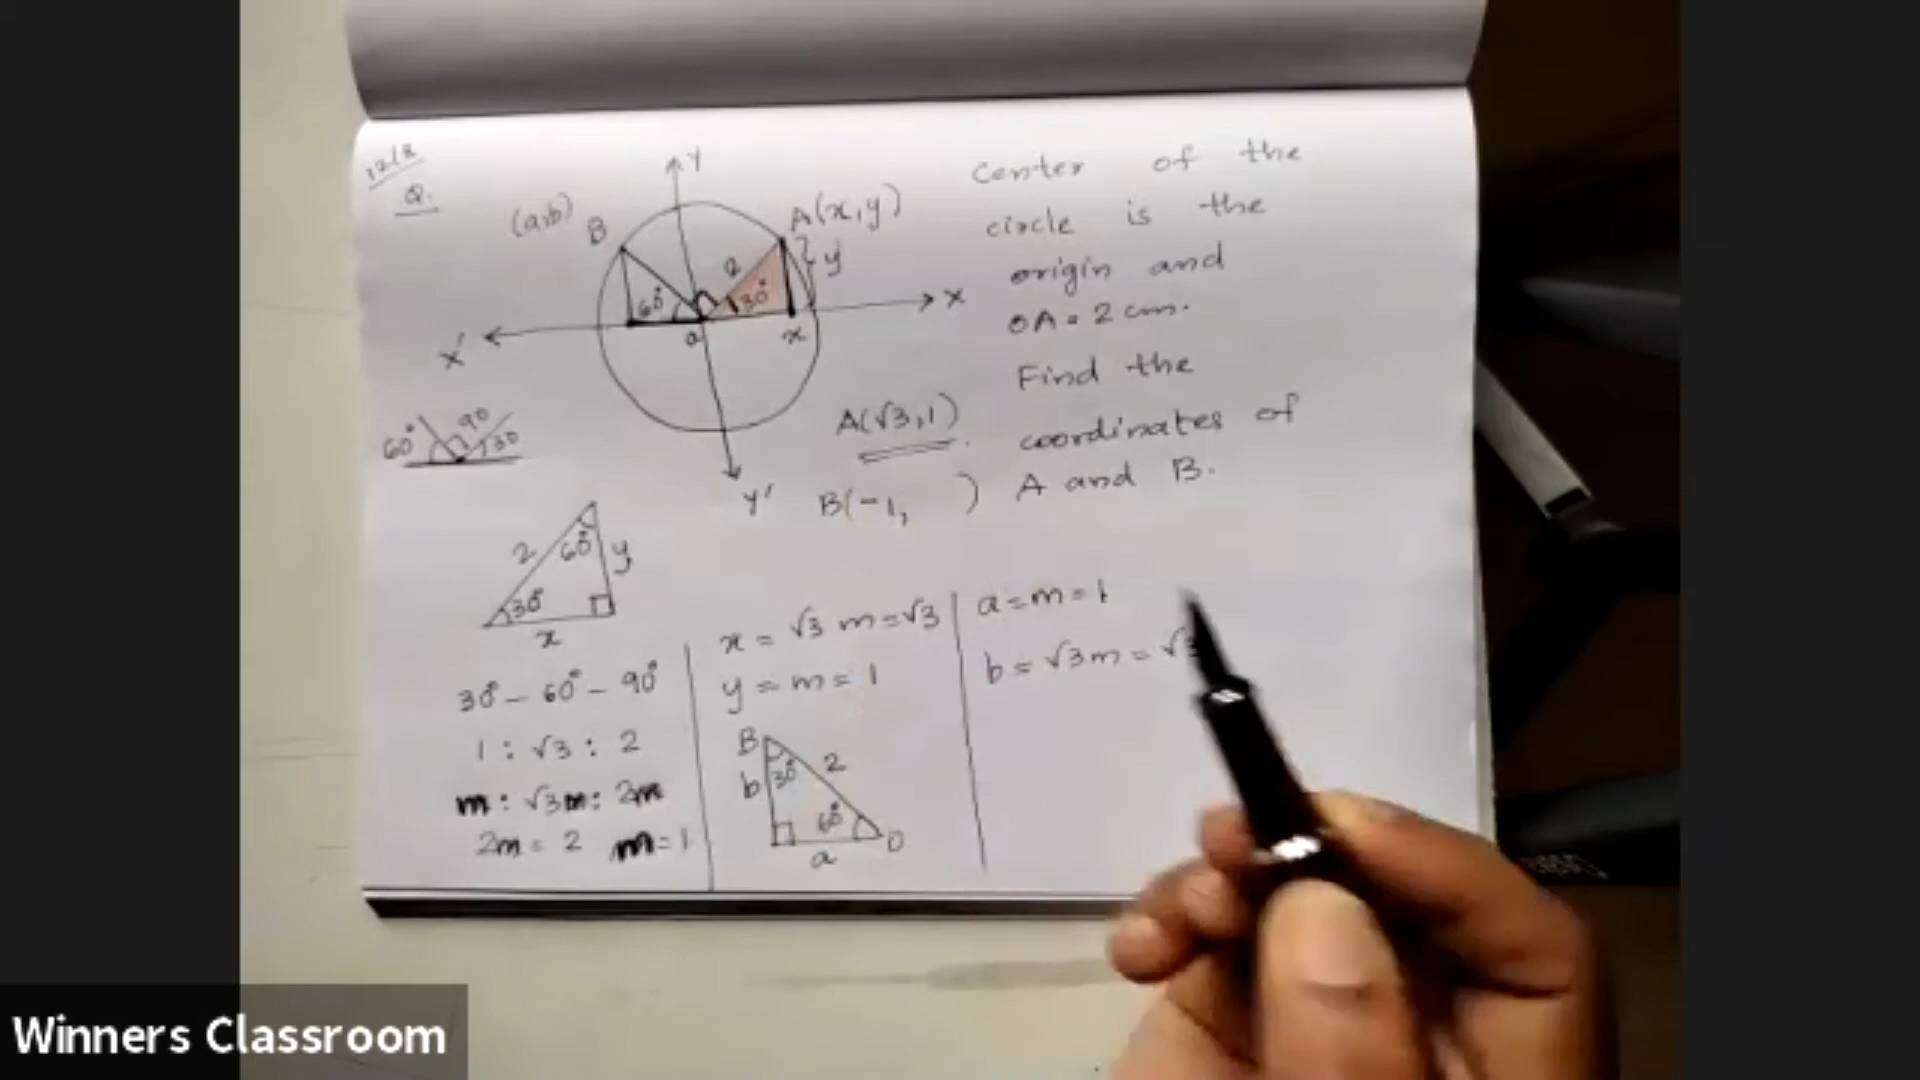 12/8
Q.
Y
(a,b)
B
A(x,y)
2
y
60°
30°
X
X'
a
x
Y'
Center of the
circle is the
origin and
OA = 2 cm.
Find the
coordinates of
A and B.
A(√3,1)
B(-1, )
60°
90
30
2
60°
y
30°
x
30° - 60° - 90°
1 : √3 : 2
m : √3m : 2m
2m = 2 m = 1
x = √3 m = √3
y = m = 1
B
b
30°
2
60°
a
O
a = m = 1
b = √3m = √3
Winners Classroom